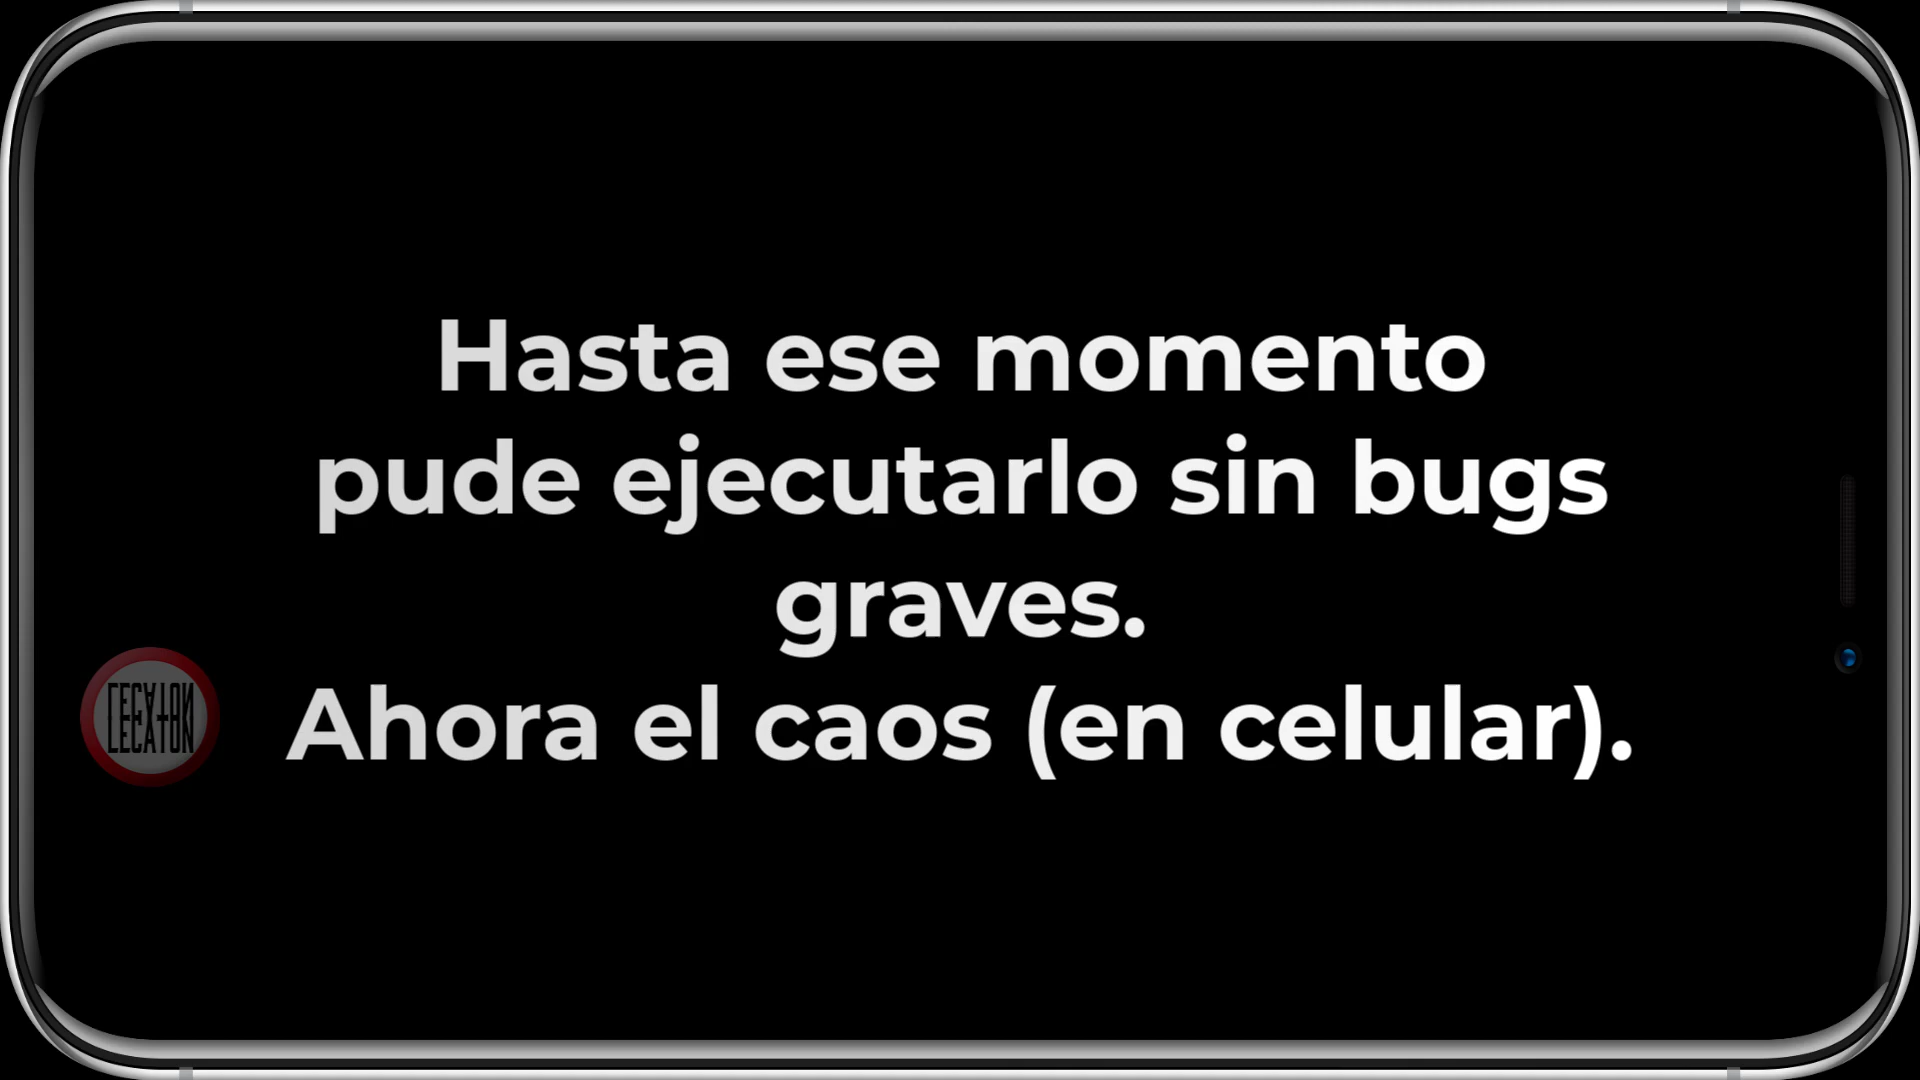 Hasta ese momento
pude ejecutarlo sin bugs
graves.
Ahora el caos (en celular).